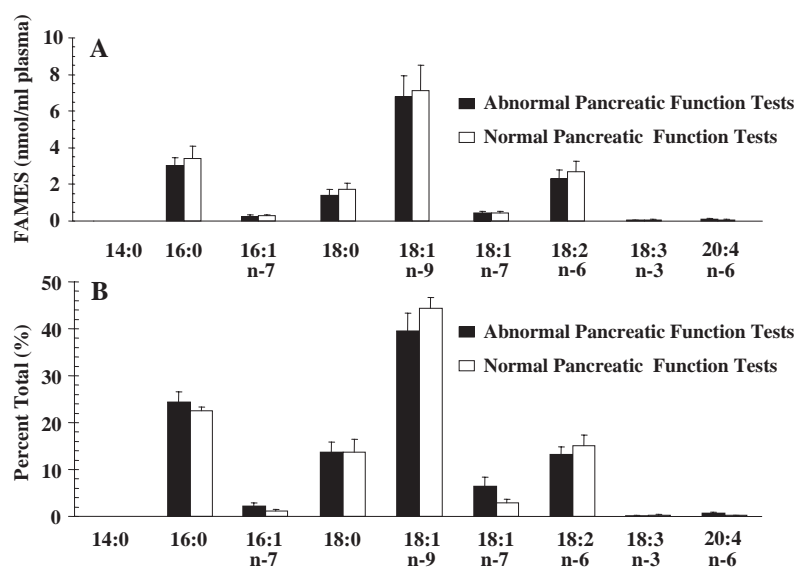 A
FAMES (nmol/ml plasma)
10
8
6
4
2
0
Abnormal Pancreatic Function Tests
Normal Pancreatic Function Tests
14:0 16:0 16:1 18:0 18:1 18:1 18:2 18:3 20:4
n-7 n-9 n-7 n-6 n-3 n-6
B
Percent Total (%)
50
40
30
20
10
0
Abnormal Pancreatic Function Tests
Normal Pancreatic Function Tests
14:0 16:0 16:1 18:0 18:1 18:1 18:2 18:3 20:4
n-7 n-9 n-7 n-6 n-3 n-6